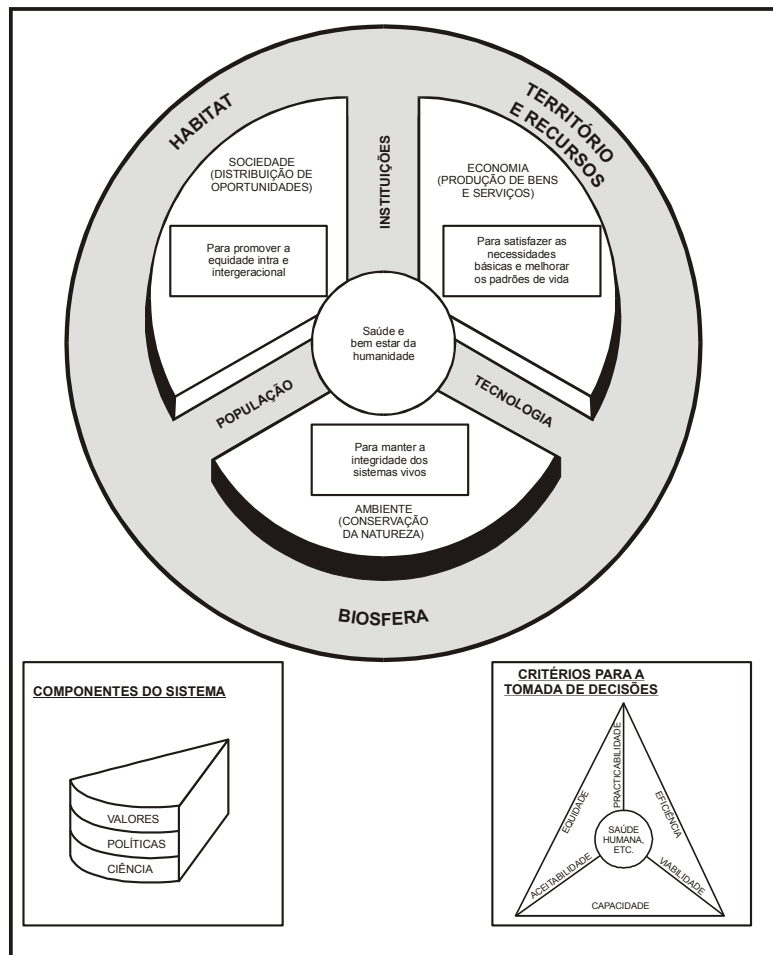 HABITAT
TERRITÓRIO
E RECURSOS
INSTITUIÇÕES
SOCIEDADE
(DISTRIBUIÇÃO DE
OPORTUNIDADES)
ECONOMIA
(PRODUÇÃO DE BENS
E SERVIÇOS)
Para promover a
equidade intra e
intergeracional
Para satisfazer as
necessidades
básicas e melhorar
os padrões de vida
Saúde e
bem estar da
humanidade
POPULAÇÃO
TECNOLOGIA
Para manter a
integridade dos
sistemas vivos
AMBIENTE
(CONSERVAÇÃO
DA NATUREZA)
BIOSFERA
COMPONENTES DO SISTEMA
VALORES
POLÍTICAS
CIÊNCIA
CRITÉRIOS PARA A
TOMADA DE DECISÕES
EQUIDADE
PRACTICABILIDADE
EFICIÊNCIA
SAÚDE
HUMANA,
ETC.
ACEITABILIDADE
VIABILIDADE
CAPACIDADE